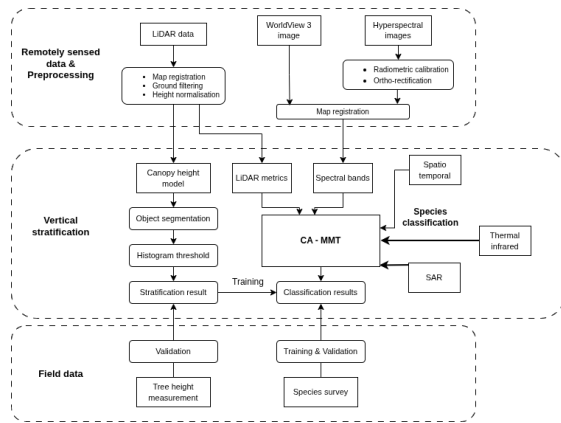 Remotely sensed
data &
Preprocessing
LiDAR data
WorldView 3
image
Hyperspectral
images
Map registration
Ground filtering
Height normalisation
Radiometric calibration
Ortho-rectification
Map registration
Vertical
stratification
Canopy height
model
LiDAR metrics
Spectral bands
Spatio
temporal
Object segmentation
Species
classification
CA - MMT
Thermal
infrared
Histogram threshold
SAR
Stratification result
Training
Classification results
Field data
Validation
Training & Validation
Tree height
measurement
Species survey